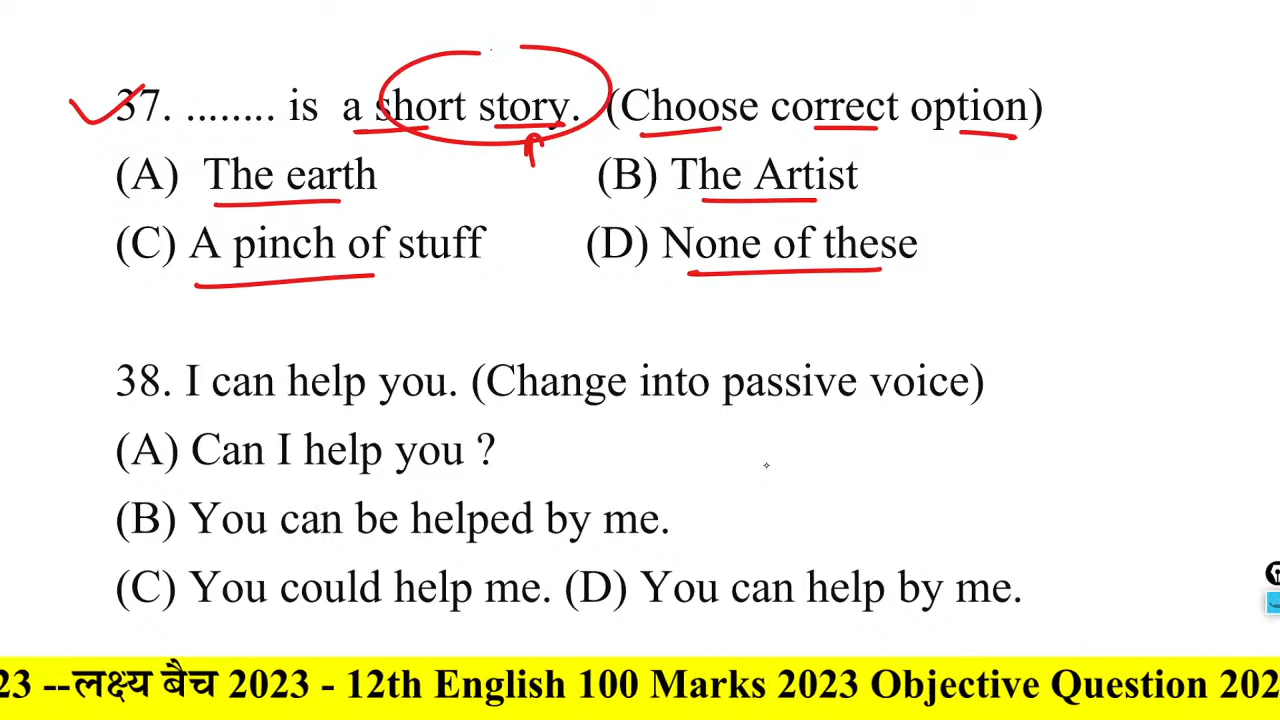 37. ........ is a short story. (Choose correct option)
(A) The earth (B) The Artist
(C) A pinch of stuff (D) None of these
38. I can help you. (Change into passive voice)
(A) Can I help you ?
(B) You can be helped by me.
(C) You could help me. (D) You can help by me.
23 --लक्ष्य बैच 2023 - 12th English 100 Marks 2023 Objective Question 202